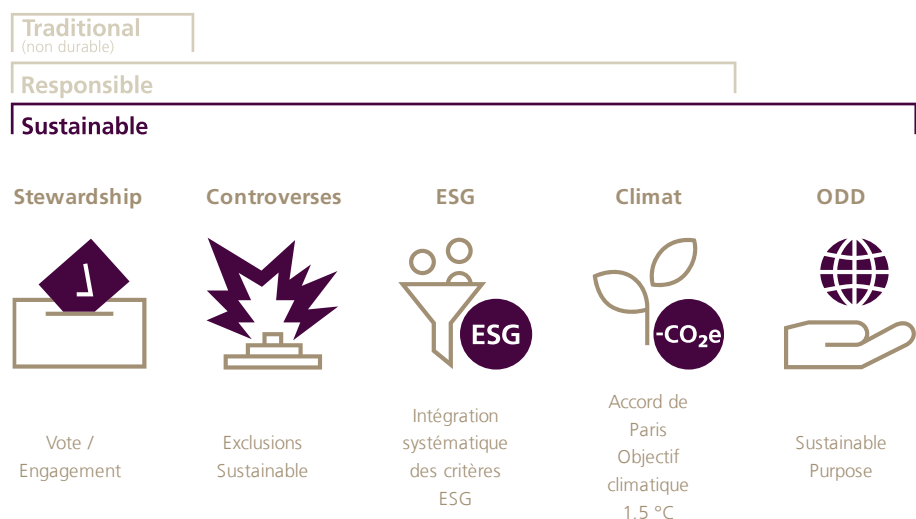 Traditional
(non durable)
Responsible
Sustainable
Stewardship
Controverses
ESG
Climat
ODD
ESG
-CO₂e
Vote /
Engagement
Exclusions
Sustainable
Intégration
systématique
des critères
ESG
Accord de
Paris
Objectif
climatique
1.5 °C
Sustainable
Purpose